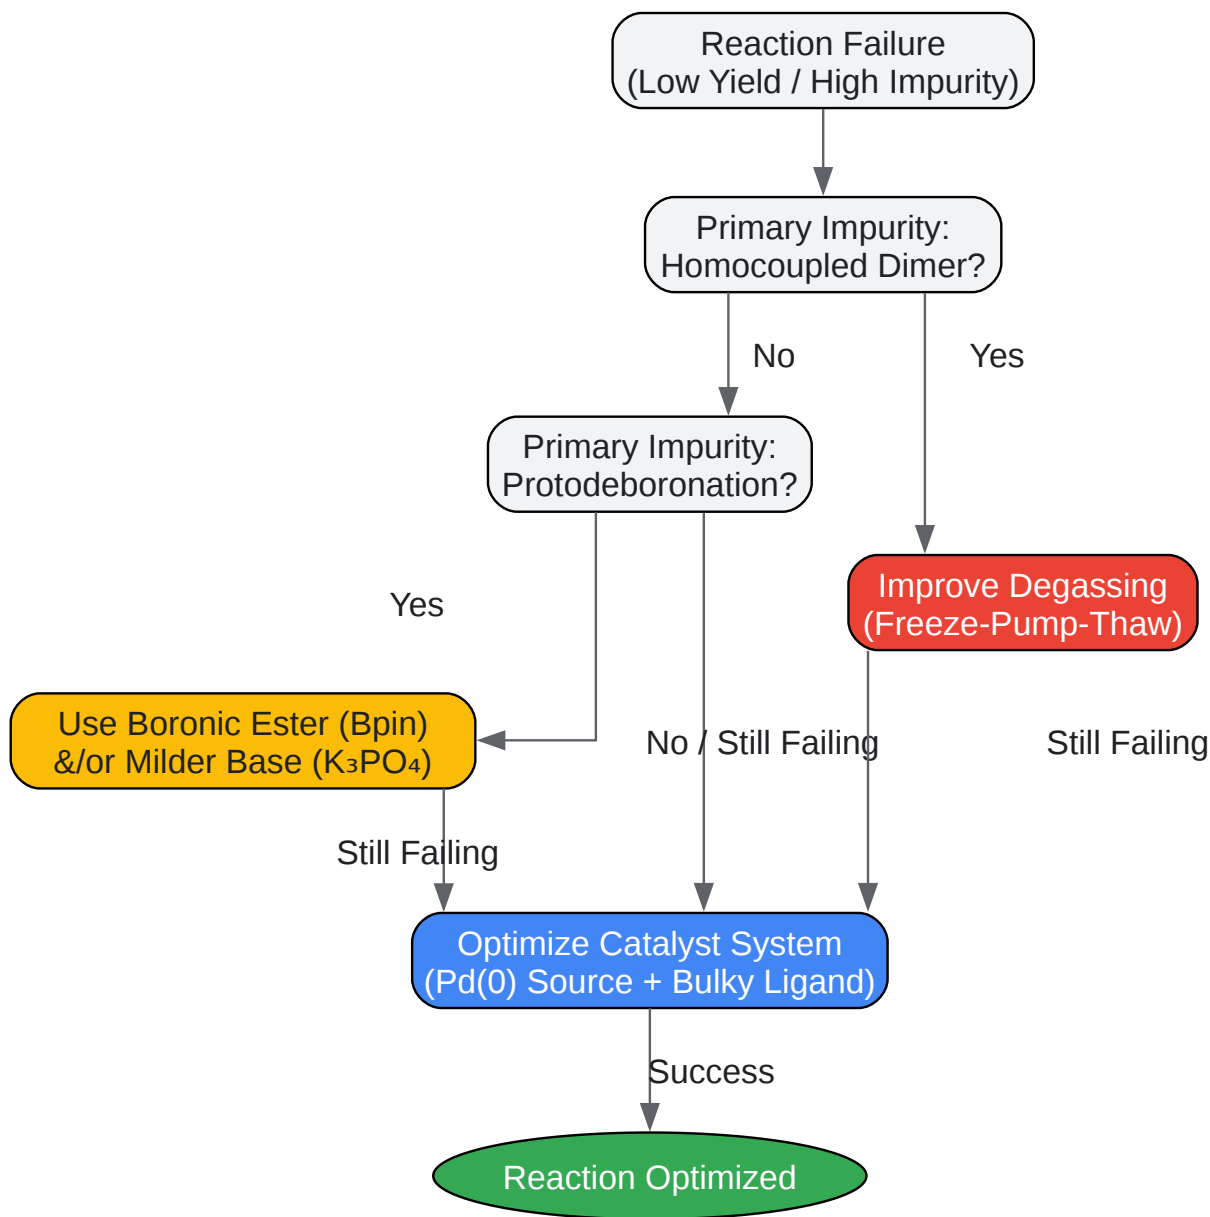 Reaction Failure
(Low Yield / High Impurity)
Primary Impurity:
Homocoupled Dimer?
No
Yes
Primary Impurity:
Protodeboronation?
Improve Degassing
(Freeze-Pump-Thaw)
Yes
Use Boronic Ester (Bpin)
&/or Milder Base (K₃PO₄)
No / Still Failing
Still Failing
Still Failing
Optimize Catalyst System
(Pd(0) Source + Bulky Ligand)
Success
Reaction Optimized